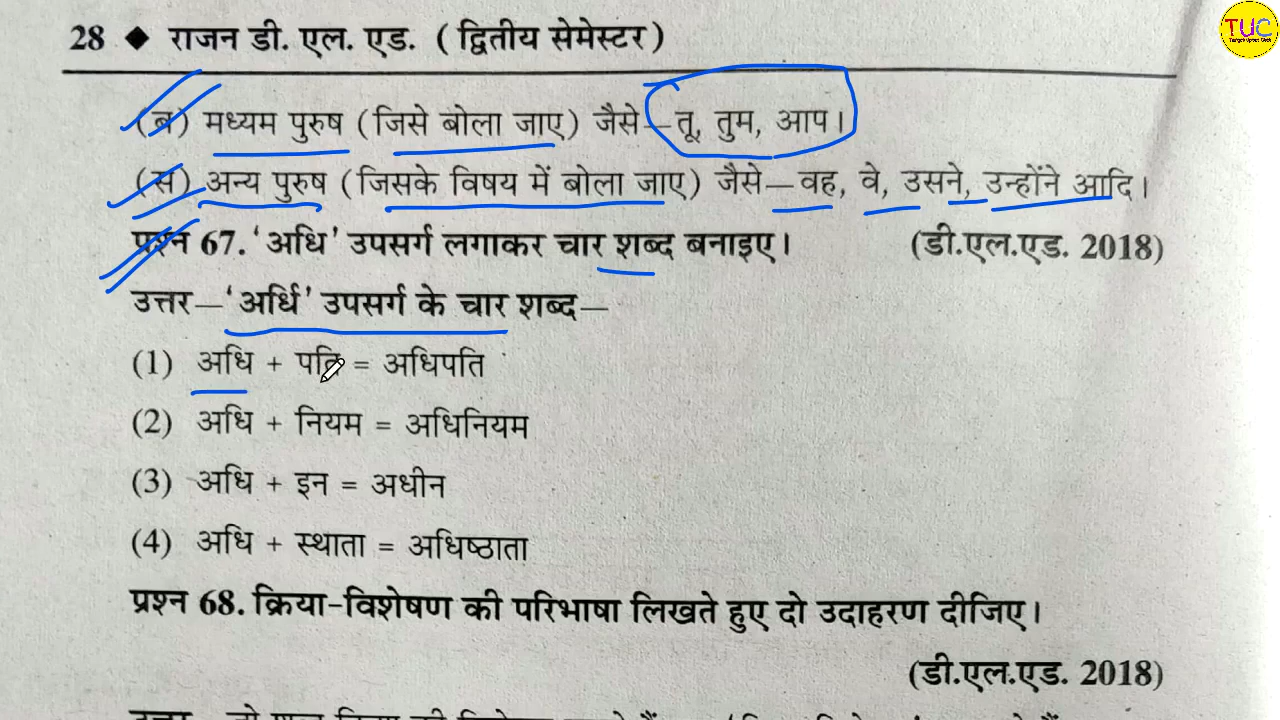 TUC
28 ◆ राजन डी. एल. एड. ( द्वितीय सेमेस्टर )
(ब) मध्यम पुरुष (जिसे बोला जाए) जैसे—तू, तुम, आप।
(स) अन्य पुरुष (जिसके विषय में बोला जाए) जैसे—वह, वे, उसने, उन्होंने आदि।
प्रश्न 67. 'अधि' उपसर्ग लगाकर चार शब्द बनाइए। (डी.एल.एड. 2018)
उत्तर—'अर्धि' उपसर्ग के चार शब्द—
(1) अधि + पति = अधिपति
(2) अधि + नियम = अधिनियम
(3) अधि + इन = अधीन
(4) अधि + स्थाता = अधिष्ठाता
प्रश्न 68. क्रिया-विशेषण की परिभाषा लिखते हुए दो उदाहरण दीजिए।
(डी.एल.एड. 2018)